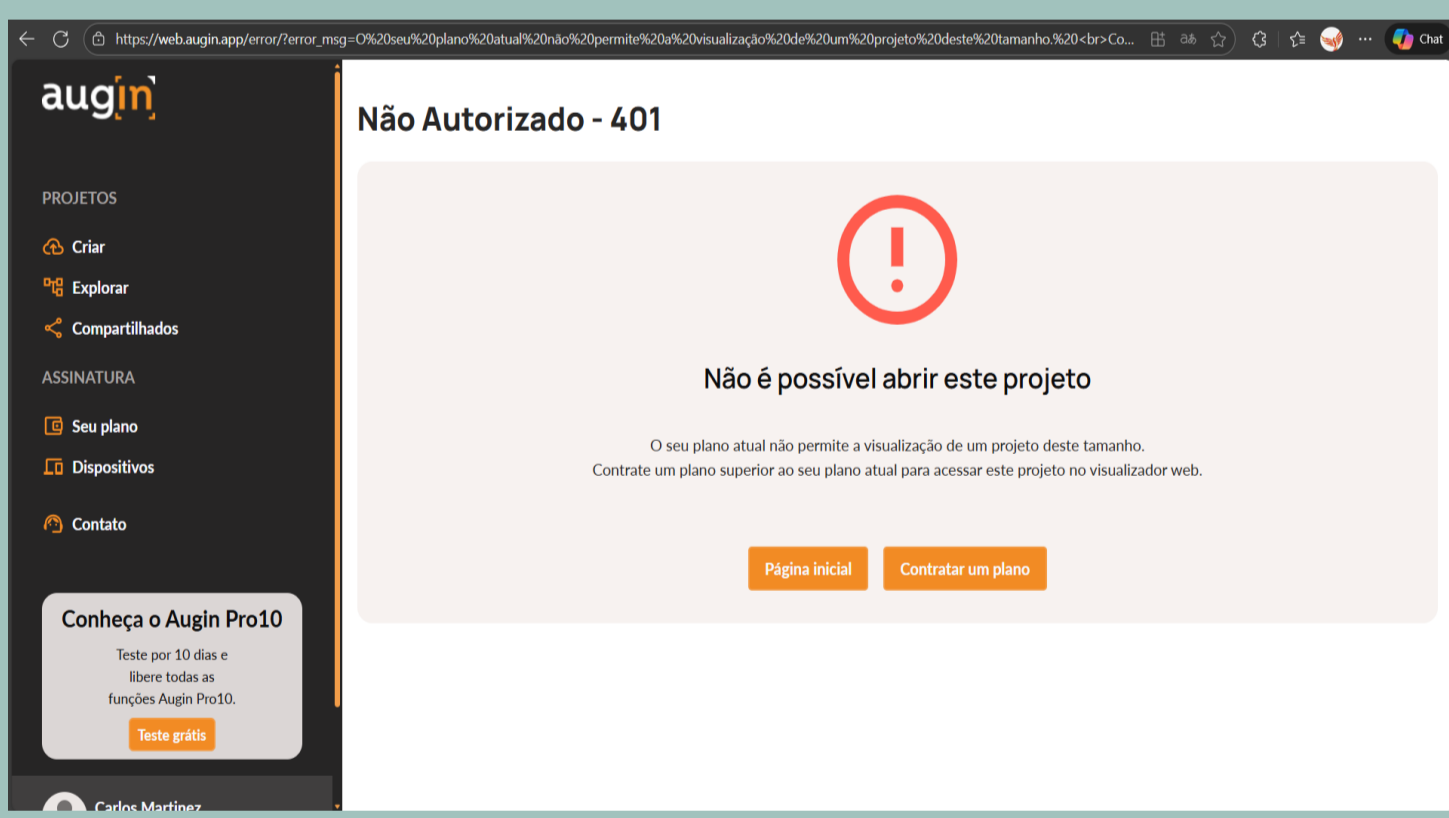 https://web.augin.app/error/?error_msg=O%20seu%20plano%20atual%20não%20permite%20a%20visualização%20de%20um%20projeto%20deste%20tamanho.%20<br>Co...
Chat
augin
PROJETOS
Criar
Explorar
Compartilhados
ASSINATURA
Seu plano
Dispositivos
Contato
Conheça o Augin Pro10
Teste por 10 dias e
libere todas as
funções Augin Pro10.
Teste grátis
Carlos Martinez
Não Autorizado - 401
Não é possível abrir este projeto
O seu plano atual não permite a visualização de um projeto deste tamanho.
Contrate um plano superior ao seu plano atual para acessar este projeto no visualizador web.
Página inicial
Contratar um plano